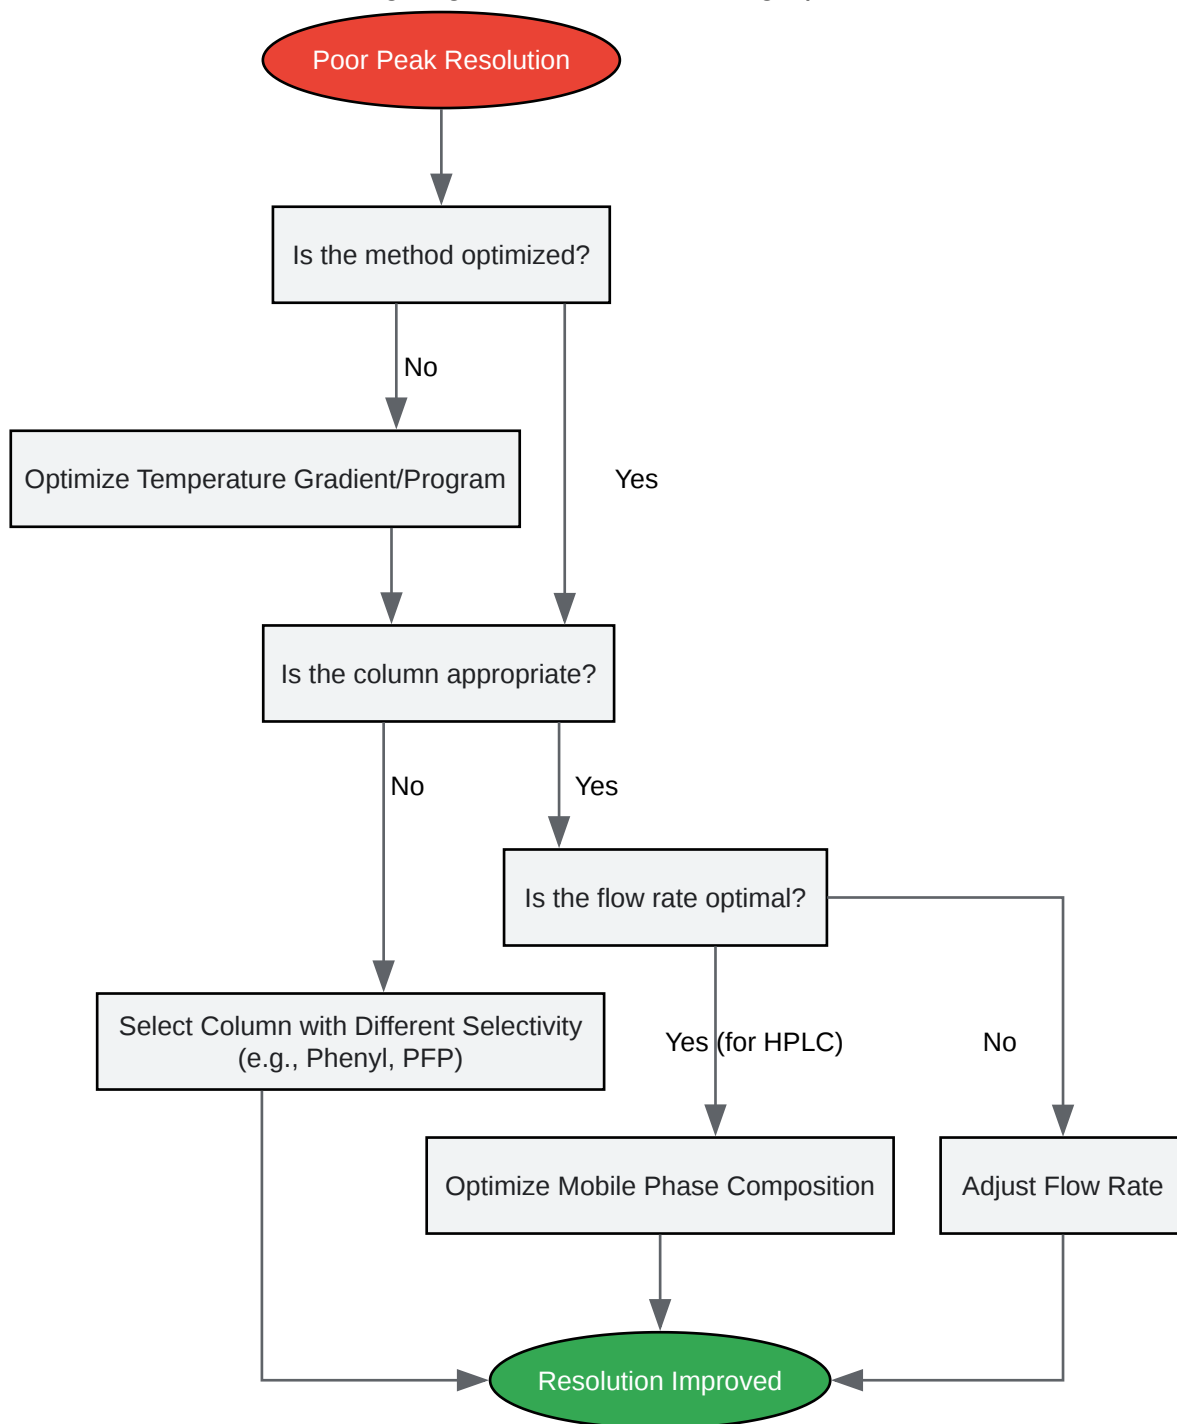 Poor Peak Resolution
Is the method optimized?
No
Optimize Temperature Gradient/Program
Yes
Is the column appropriate?
No
Yes
Is the flow rate optimal?
Select Column with Different Selectivity
(e.g., Phenyl, PFP)
Yes (for HPLC)
No
Optimize Mobile Phase Composition
Adjust Flow Rate
Resolution Improved